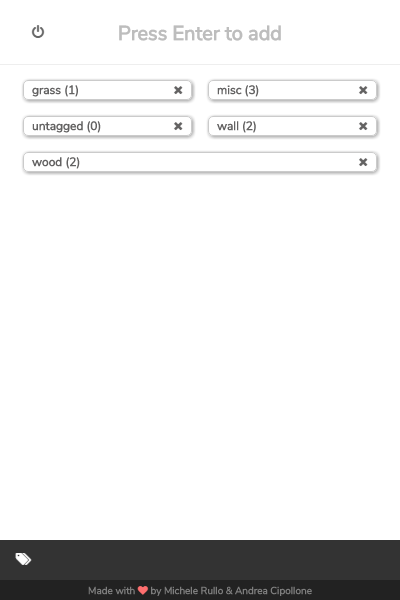 Press Enter to add
grass (1)
misc (3)
untagged (0)
wall (2)
wood (2)
Made with ❤ by Michele Rullo & Andrea Cipollone